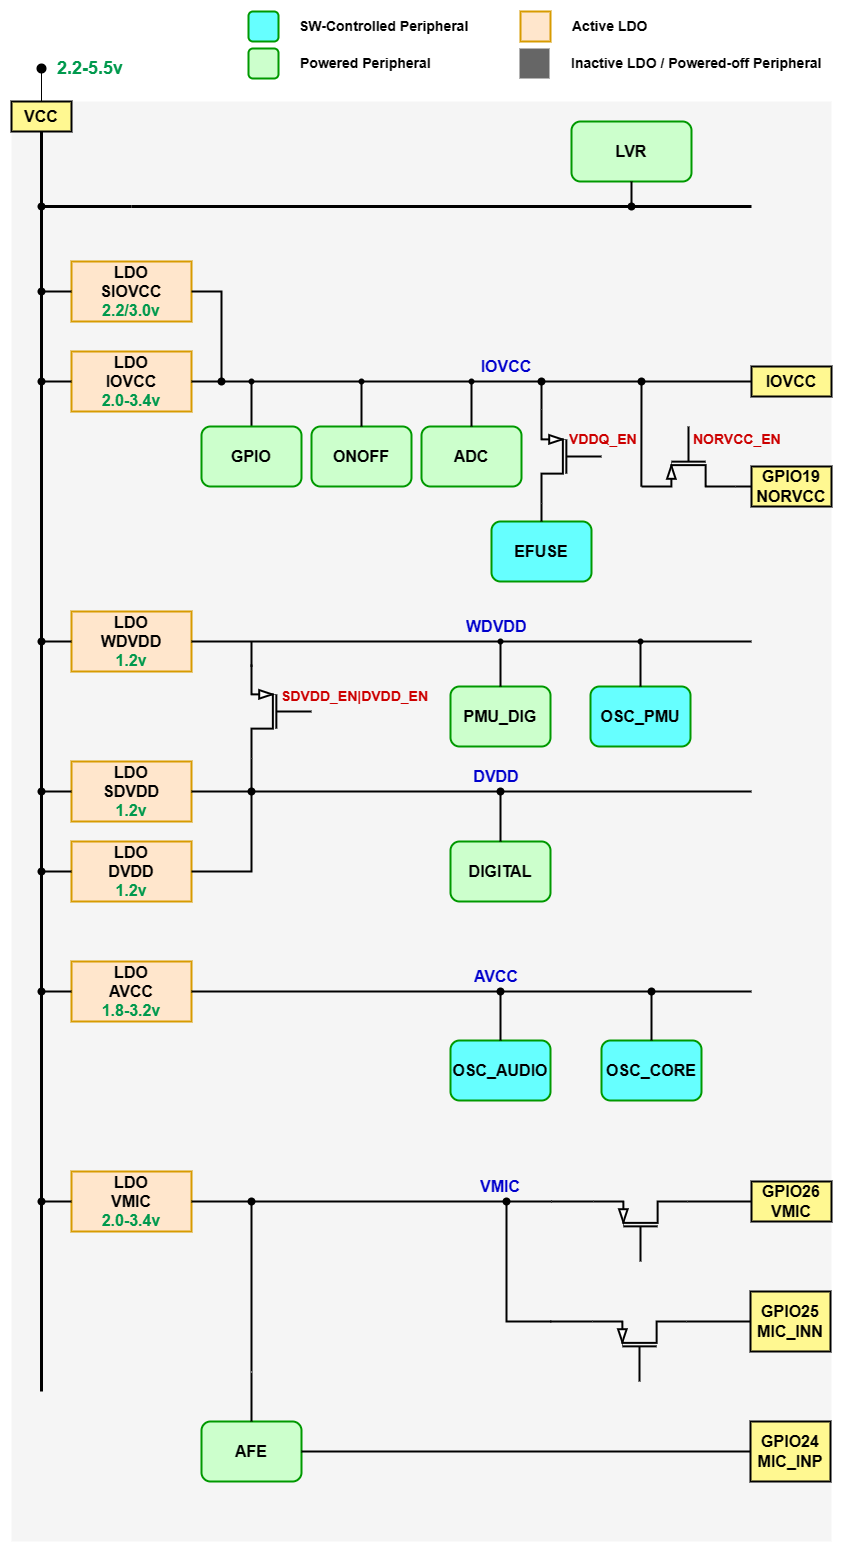 SW-Controlled Peripheral
Active LDO
Powered Peripheral
Inactive LDO / Powered-off Peripheral
2.2-5.5v
VCC
LVR
LDO
SIOVCC
2.2/3.0v
LDO
IOVCC
2.0-3.4v
IOVCC
IOVCC
GPIO
ONOFF
ADC
VDDQ_EN
NORVCC_EN
GPIO19
NORVCC
EFUSE
LDO
WDVDD
1.2v
WDVDD
SDVDD_EN|DVDD_EN
PMU_DIG
OSC_PMU
LDO
SDVDD
1.2v
DVDD
LDO
DVDD
1.2v
DIGITAL
LDO
AVCC
1.8-3.2v
AVCC
OSC_AUDIO
OSC_CORE
LDO
VMIC
2.0-3.4v
VMIC
GPIO26
VMIC
GPIO25
MIC_INN
AFE
GPIO24
MIC_INP